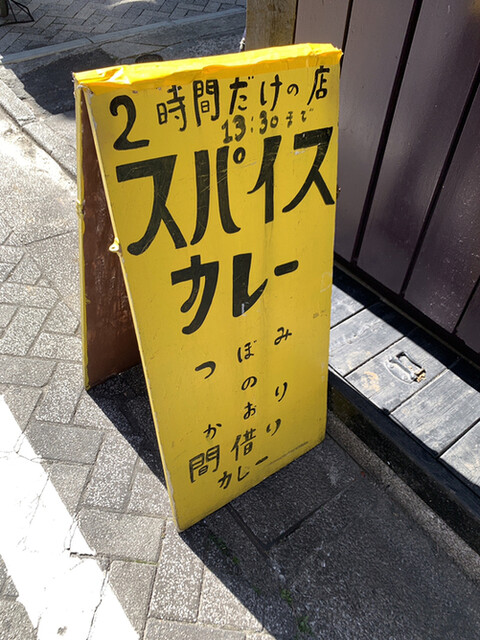 2時間だけの店
13:30まで
スパイス
カレー
つぼみ
の
かおり
間借り
カレー